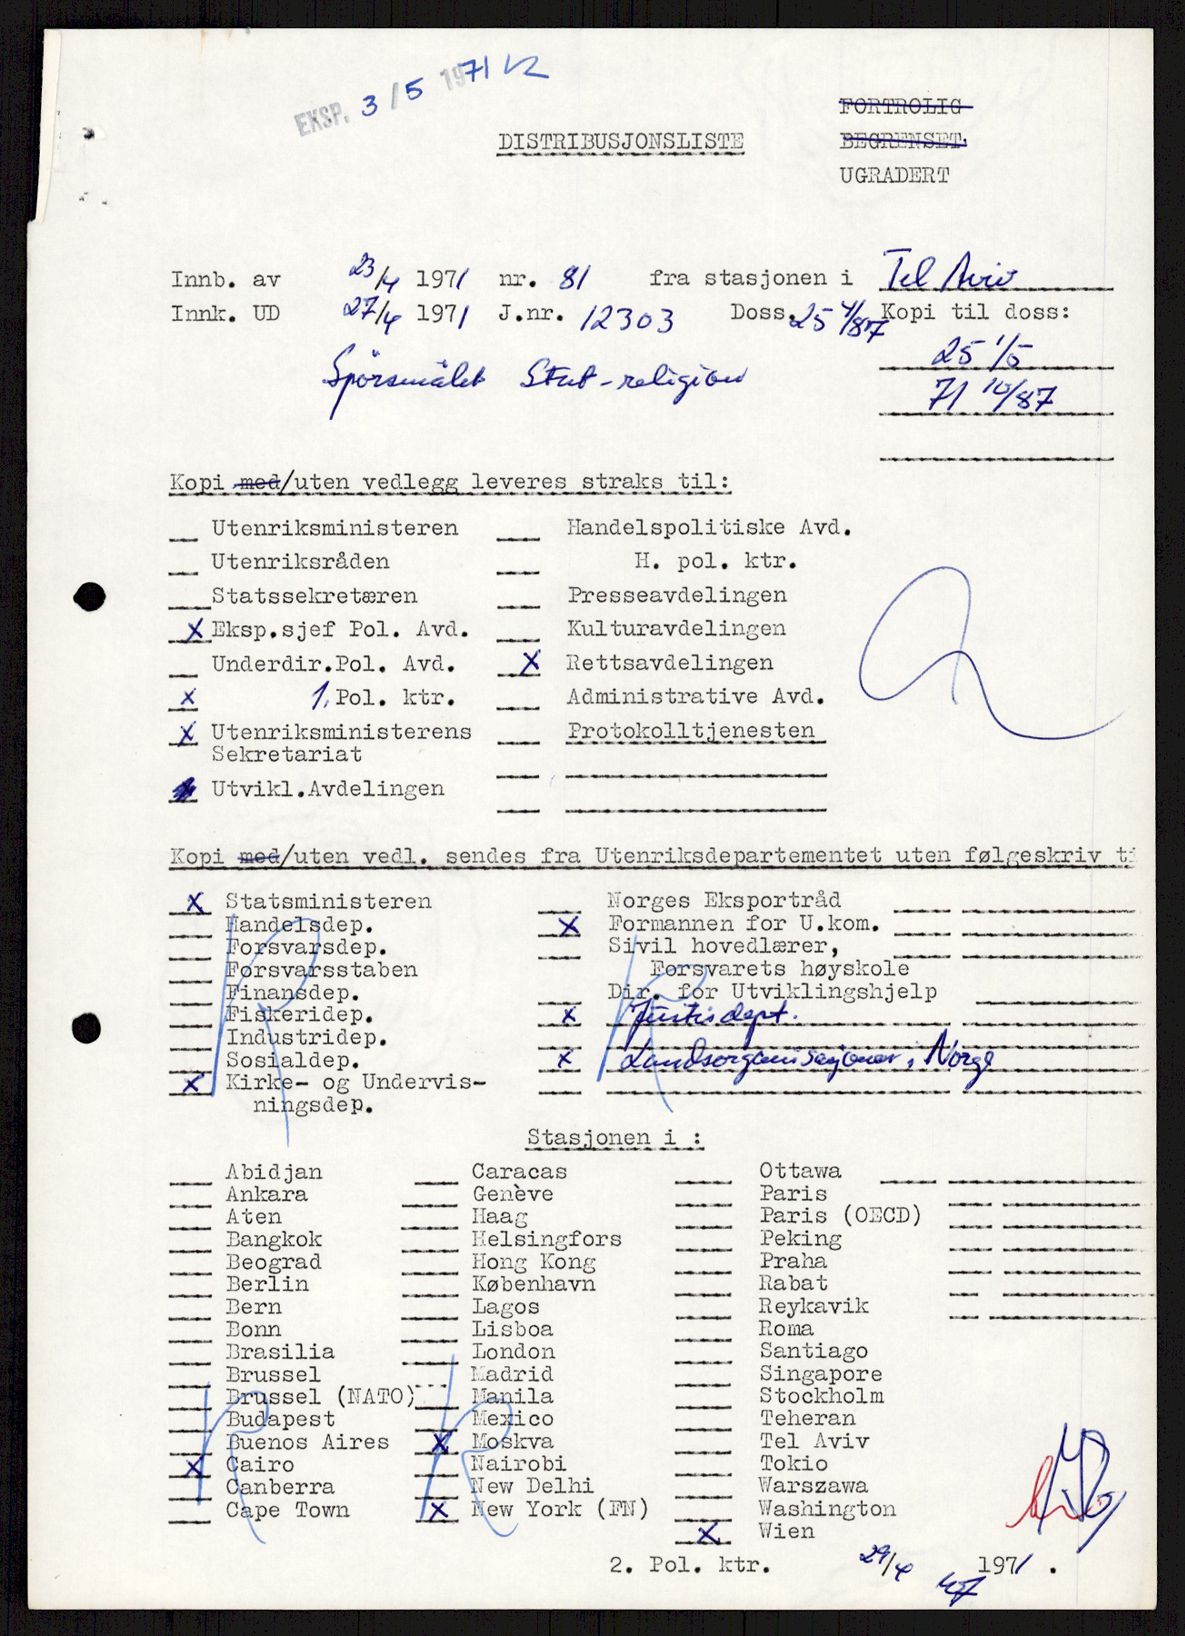 EKSP. 3/5 1971
FORTROLIG
DISTRIBUSJONSLISTE
BEGRENSET.
UGRADERT
Innb. av 23/4 1971 nr. 81 fra stasjonen i Tel Aviv
Innk. UD 27/4 1971 J.nr. 12303 Doss. 25 4/87 Kopi til doss:
25 1/5
Spörsmålet Stat-religion
71 10/87
Kopi med/uten vedlegg leveres straks til:
Utenriksministeren Handelspolitiske Avd.
Utenriksråden H. pol. ktr.
Statssekretæren Presseavdelingen
X Eksp.sjef Pol. Avd. Kulturavdelingen
Underdir.Pol. Avd. X Rettsavdelingen
X 1. Pol. ktr. Administrative Avd.
X Utenriksministerens Protokolltjenesten
Sekretariat
Utvikl.Avdelingen
Kopi med/uten vedl. sendes fra Utenriksdepartementet uten følgeskriv ti
X Statsministeren Norges Eksportråd
Handelsdep. X Formannen for U.kom.
Forsvarsdep. Sivil hovedlærer,
Forsvarsstaben Forsvarets høyskole
Finansdep. Dir. for Utviklingshjelp
Fiskeridep. X Justisdept.
Industridep.
Sosialdep. X Landsorganisasjonen i Norge
X Kirke- og Undervis-
ningsdep.
Stasjonen i :
Abidjan Caracas Ottawa
Ankara Genève Paris
Aten Haag Paris (OECD)
Bangkok Helsingfors Peking
Beograd Hong Kong Praha
Berlin København Rabat
Bern Lagos Reykavik
Bonn Lisboa Roma
Brasilia London Santiago
Brussel Madrid Singapore
Brussel (NATO) Manila Stockholm
Budapest Mexico Teheran
Buenos Aires X Moskva Tel Aviv
X Cairo Nairobi Tokio
Canberra New Delhi Warszawa
Cape Town X New York (FN) Washington
X Wien
2. Pol. ktr. 29/4 1971.